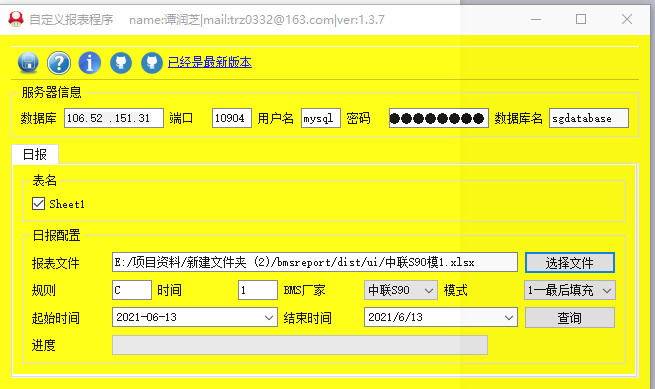 自定义报表程序 name:谭润芝|mail:trz0332@163.com|ver:1.3.7
已经是最新版本
服务器信息
数据库 106.52 .151.31 端口 10904 用户名 mysql 密码 ●●●●●●●● 数据库名 sgdatabase
日报
表名
Sheet1
日报配置
报表文件 E:/项目资料/新建文件夹 (2)/bmsreport/dist/ui/中联S90模1.xlsx 选择文件
规则 C 时间 1 BMS厂家 中联S90 模式 1一最后填充
起始时间 2021-06-13 结束时间 2021/6/13 查询
进度